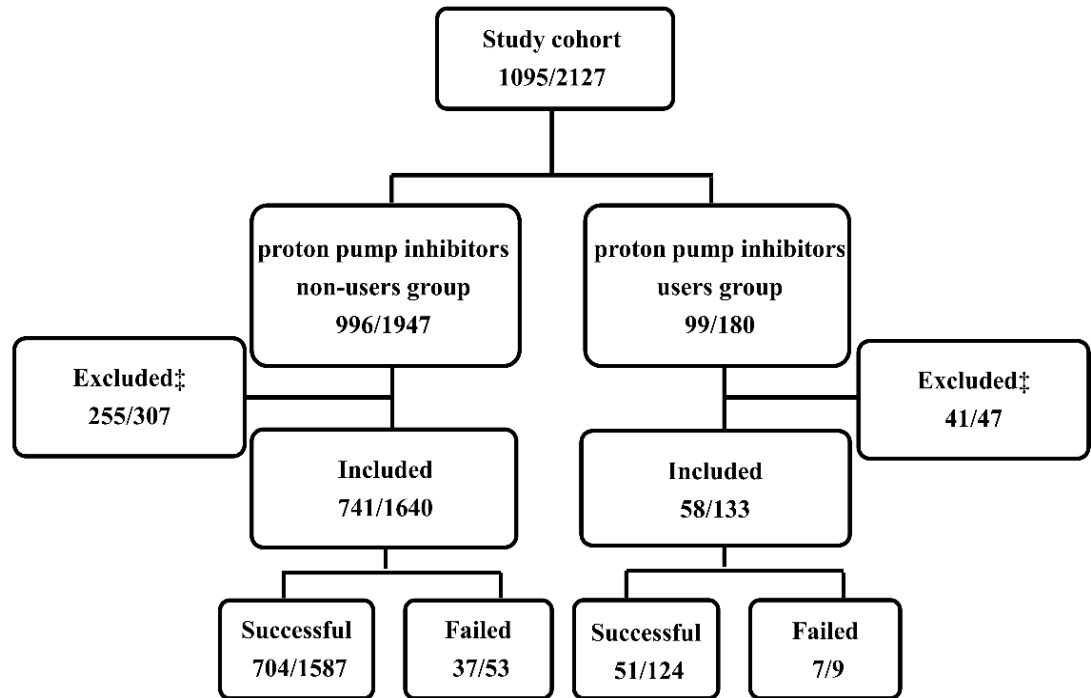 Study cohort
1095/2127
proton pump inhibitors
non-users group
996/1947
proton pump inhibitors
users group
99/180
Excluded‡
255/307
Excluded‡
41/47
Included
741/1640
Included
58/133
Successful
704/1587
Failed
37/53
Successful
51/124
Failed
7/9